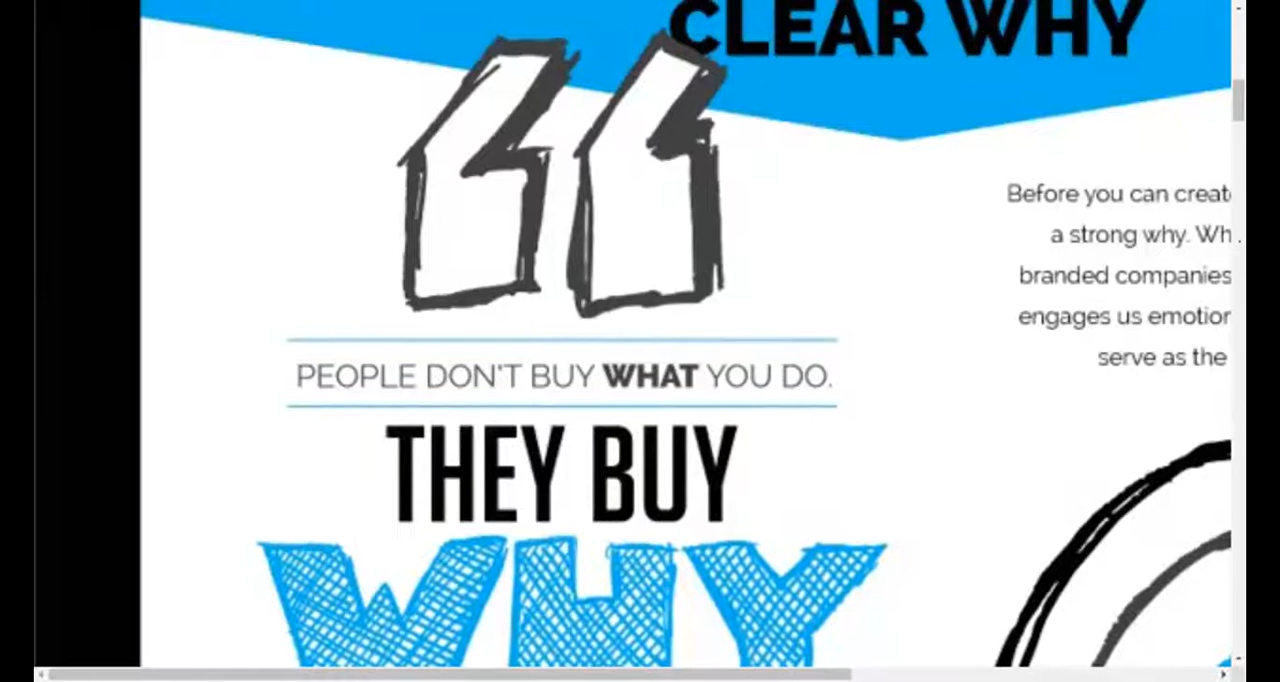 CLEAR WHY
PEOPLE DON'T BUY WHAT YOU DO.
THEY BUY
WHY
Before you can
a strong why.
branded companies
engages us
serve as the